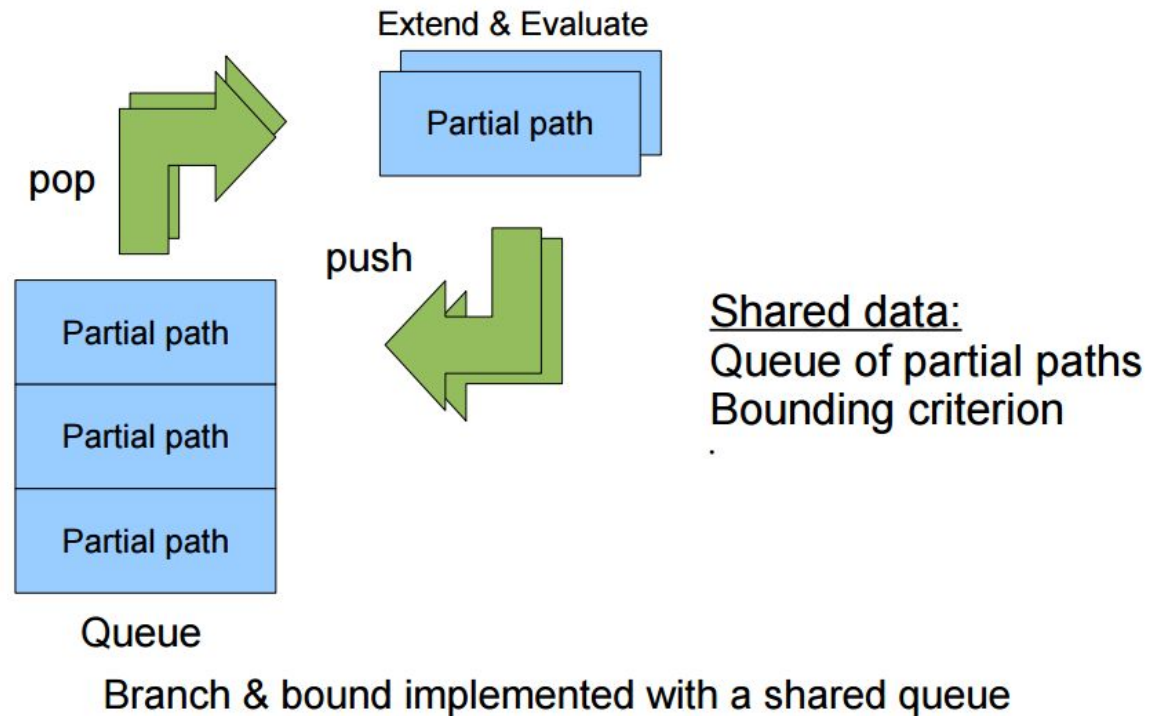 Extend & Evaluate
Partial path
pop
push
Partial path
Partial path
Partial path
Queue
Shared data:
Queue of partial paths
Bounding criterion
.
Branch & bound implemented with a shared queue